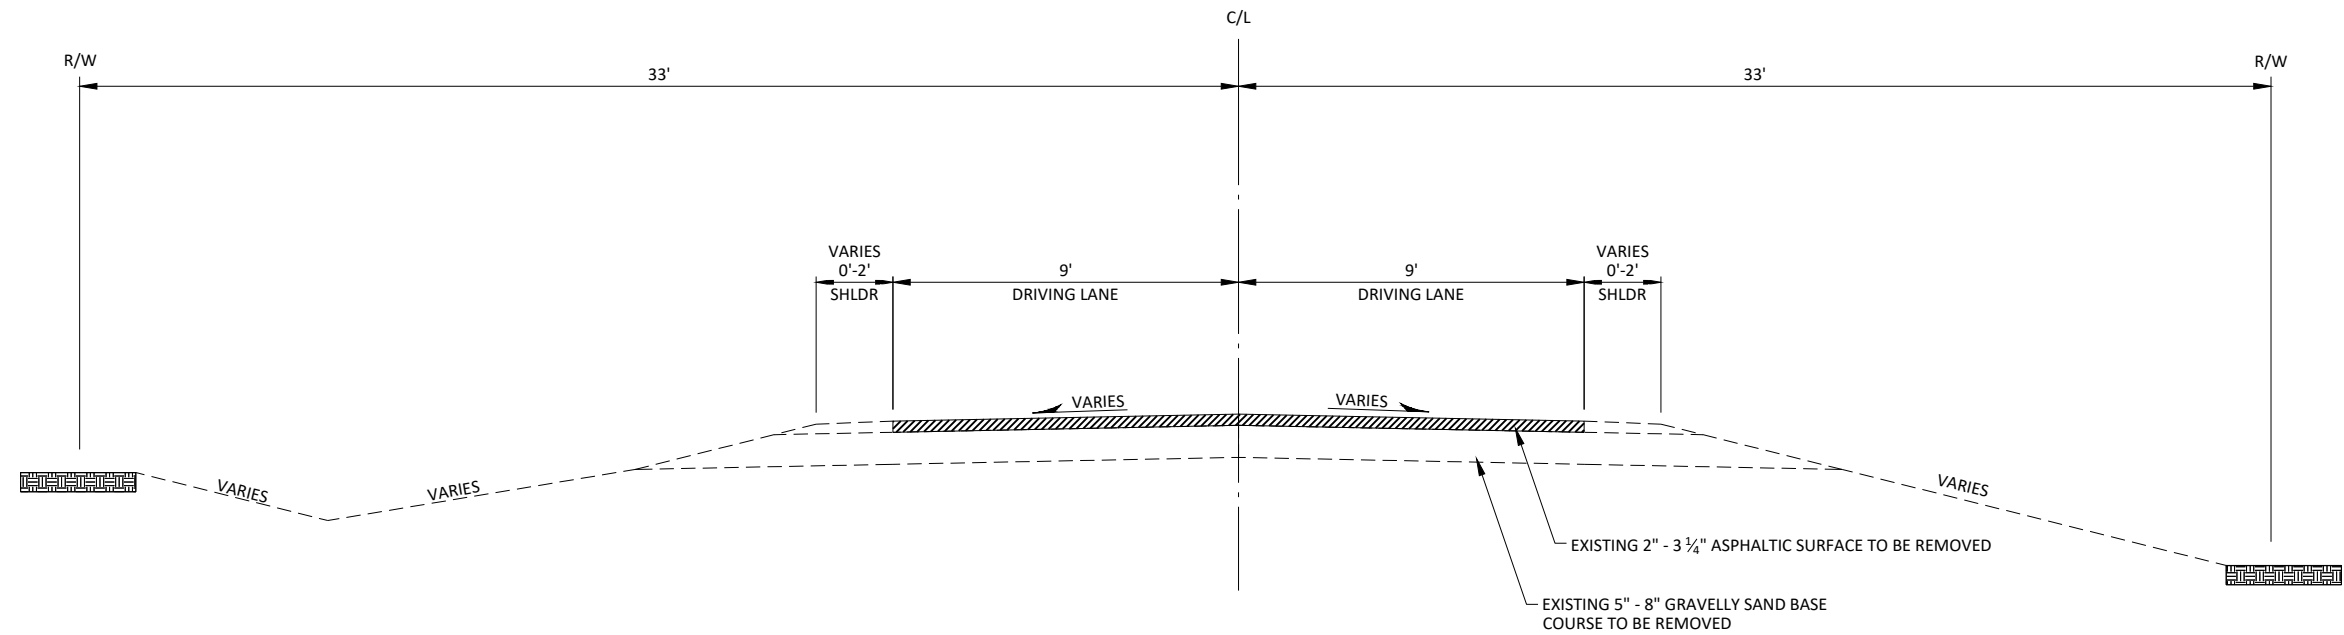 C/L
R/W
R/W
33'
33'
VARIES
0'-2'
SHLDR
9'
DRIVING LANE
9'
DRIVING LANE
VARIES
0'-2'
SHLDR
VARIES
VARIES
VARIES
VARIES
VARIES
EXISTING 2" - 3 ¼" ASPHALTIC SURFACE TO BE REMOVED
EXISTING 5" - 8" GRAVELLY SAND BASE
COURSE TO BE REMOVED